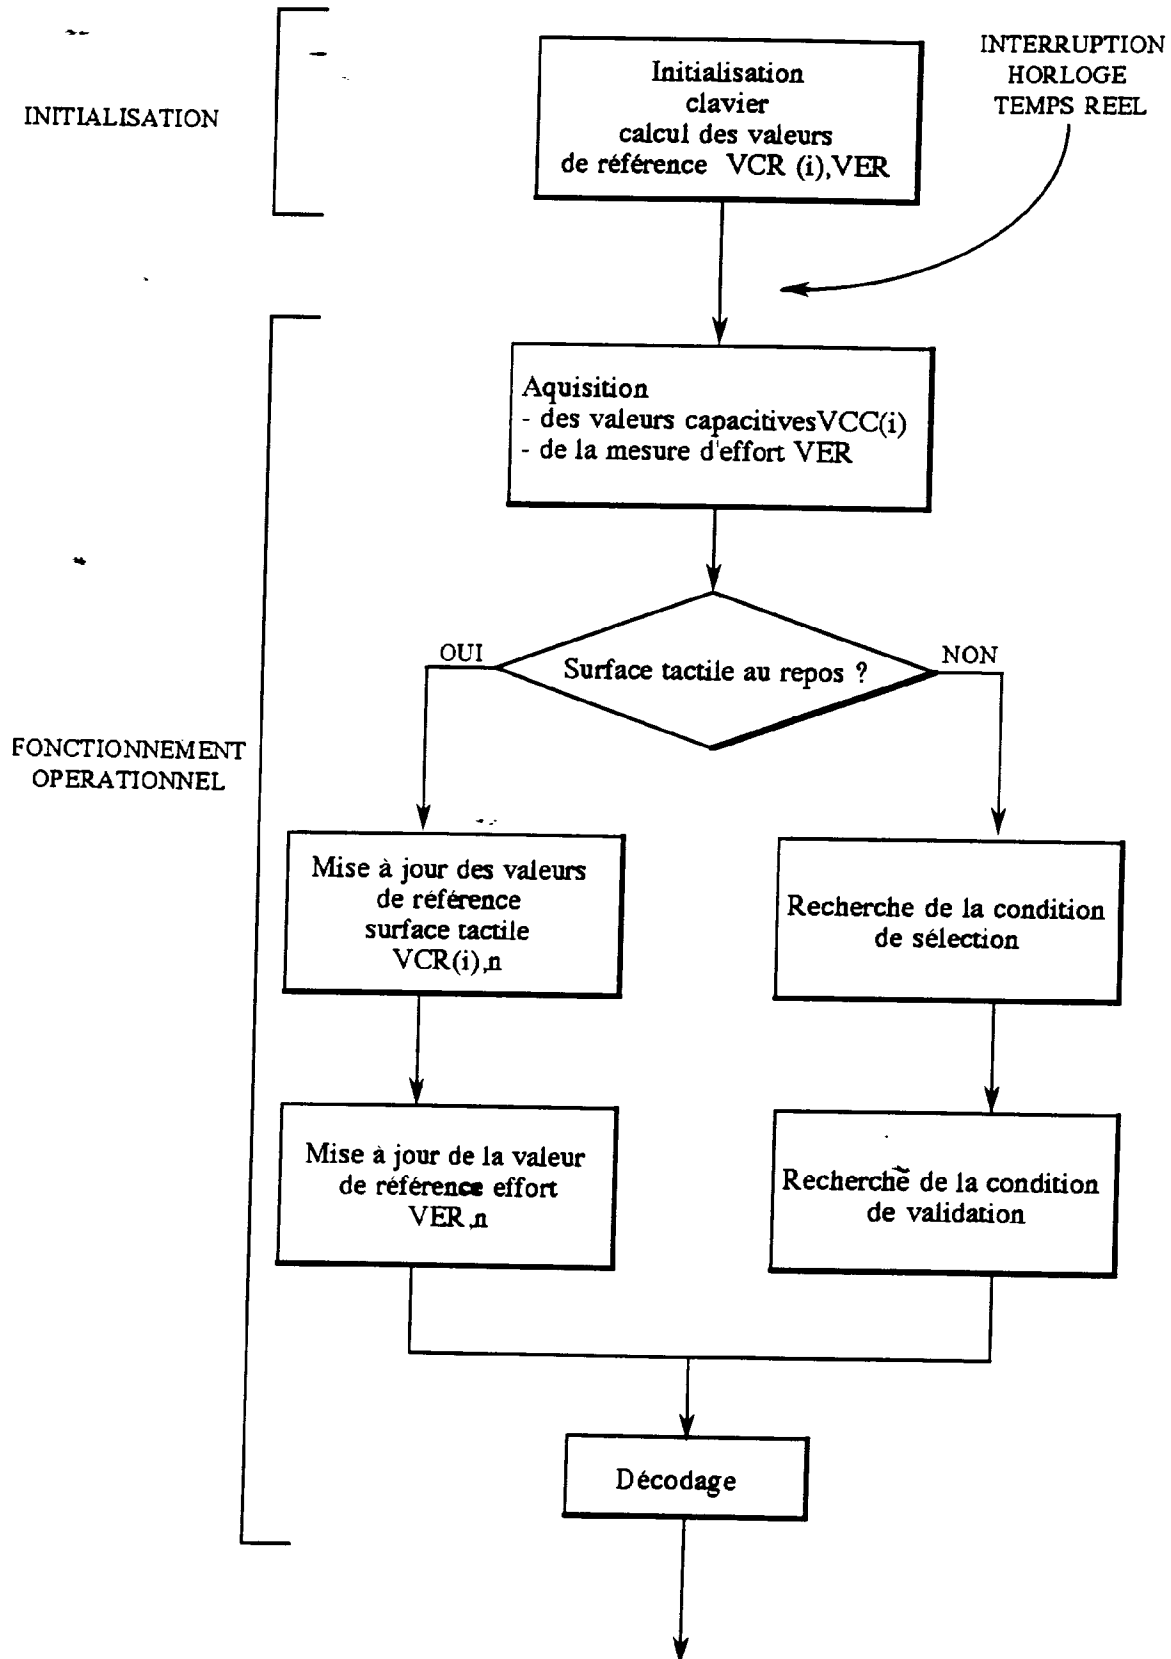 INITIALISATION
Initialisation
clavier
calcul des valeurs
de référence VCR (i),VER
INTERRUPTION
HORLOGE
TEMPS REEL
Aquisition
- des valeurs capacitivesVCC(i)
- de la mesure d'effort VER
OUI
Surface tactile au repos ?
NON
FONCTIONNEMENT
OPERATIONNEL
Mise à jour des valeurs
de référence
surface tactile
VCR(i),n
Recherche de la condition
de sélection
Mise à jour de la valeur
de référence effort
VER,n
Recherche de la condition
de validation
Décodage